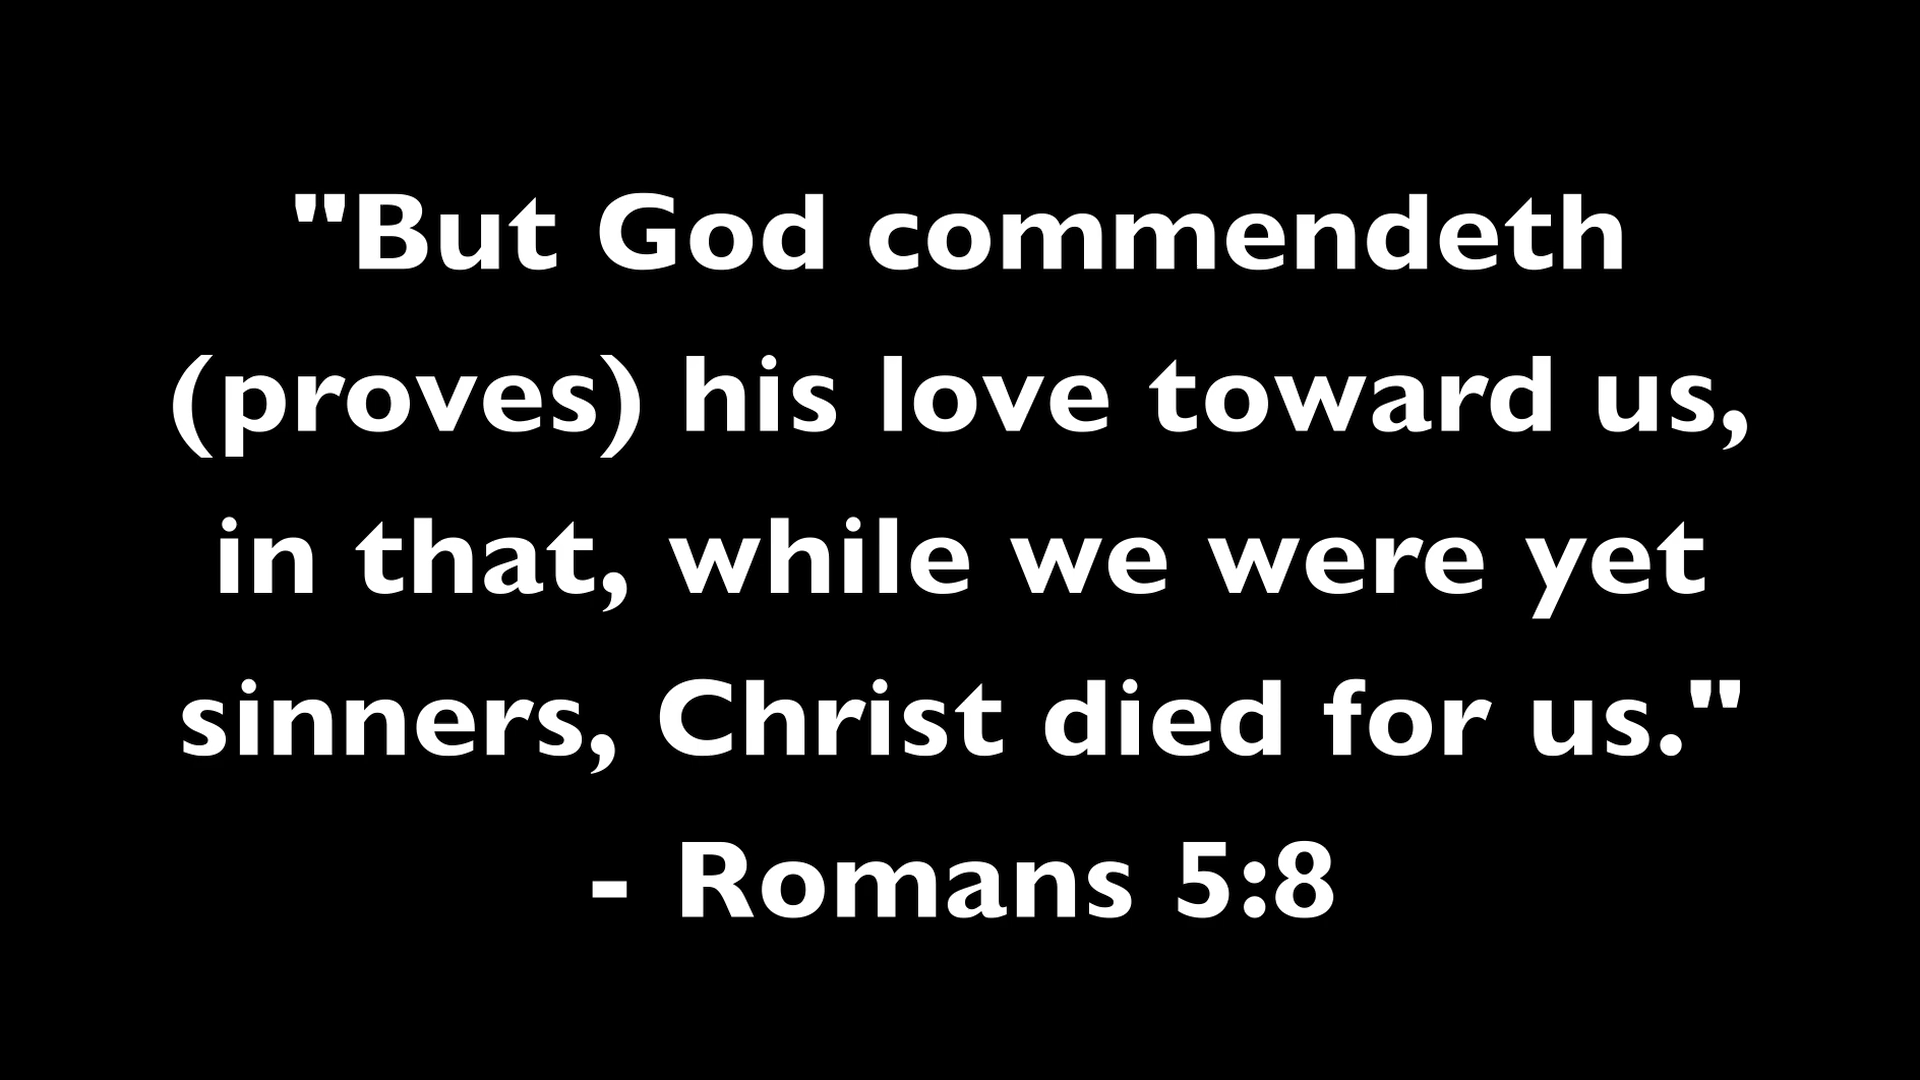 "But God commendeth
(proves) his love toward us,
in that, while we were yet
sinners, Christ died for us."
- Romans 5:8